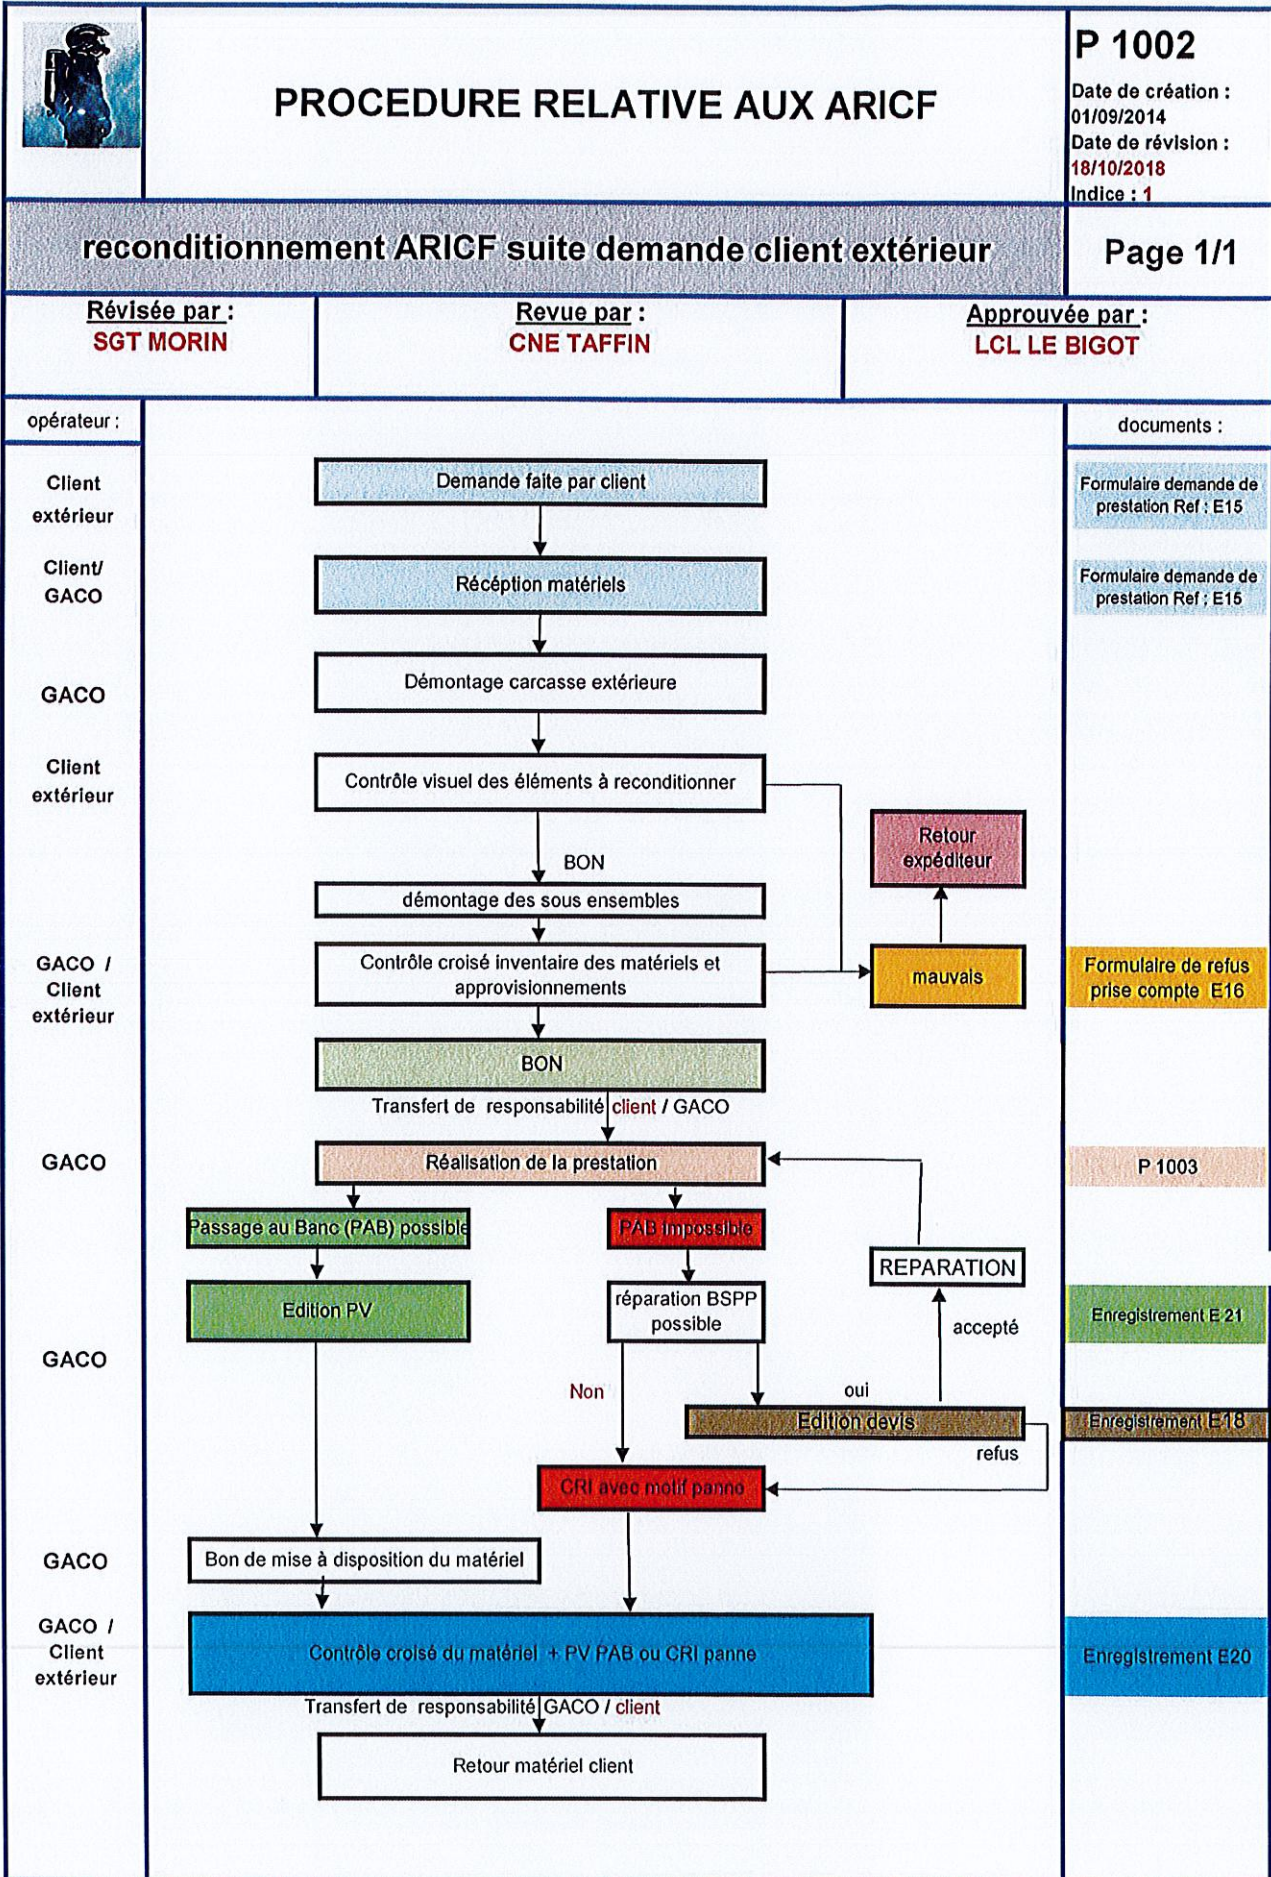 PROCEDURE RELATIVE AUX ARICF
P 1002
Date de création :
01/09/2014
Date de révision :
18/10/2018
Indice : 1
reconditionnement ARICF suite demande client extérieur
Page 1/1
Révisée par :
SGT MORIN
Revue par :
CNE TAFFIN
Approuvée par :
LCL LE BIGOT
opérateur :
documents :
Client
extérieur
Demande faite par client
Formulaire demande de
prestation Ref : E15
Client/
GACO
Récéption matériels
Formulaire demande de
prestation Ref ; E15
GACO
Démontage carcasse extérieure
Client
extérieur
Contrôle visuel des éléments à reconditionner
Retour
expéditeur
BON
démontage des sous ensembles
GACO /
Client
extérieur
Contrôle croisé inventaire des matériels et
approvisionnements
mauvais
Formulaire de refus
prise compte E16
BON
Transfert de responsabilité client / GACO
GACO
Réalisation de la prestation
P 1003
Passage au Banc (PAB) possible
PAB Impossible
REPARATION
Edition PV
réparation BSPP
possible
accepté
Enregistrement E 21
GACO
Non
oui
Edition devis
Enregistrement E18
refus
CRI avec motif panne
GACO
Bon de mise à disposition du matériel
GACO /
Client
extérieur
Contrôle croisé du matériel + PV PAB ou CRI panne
Enregistrement E20
Transfert de responsabilité GACO / client
Retour matériel client